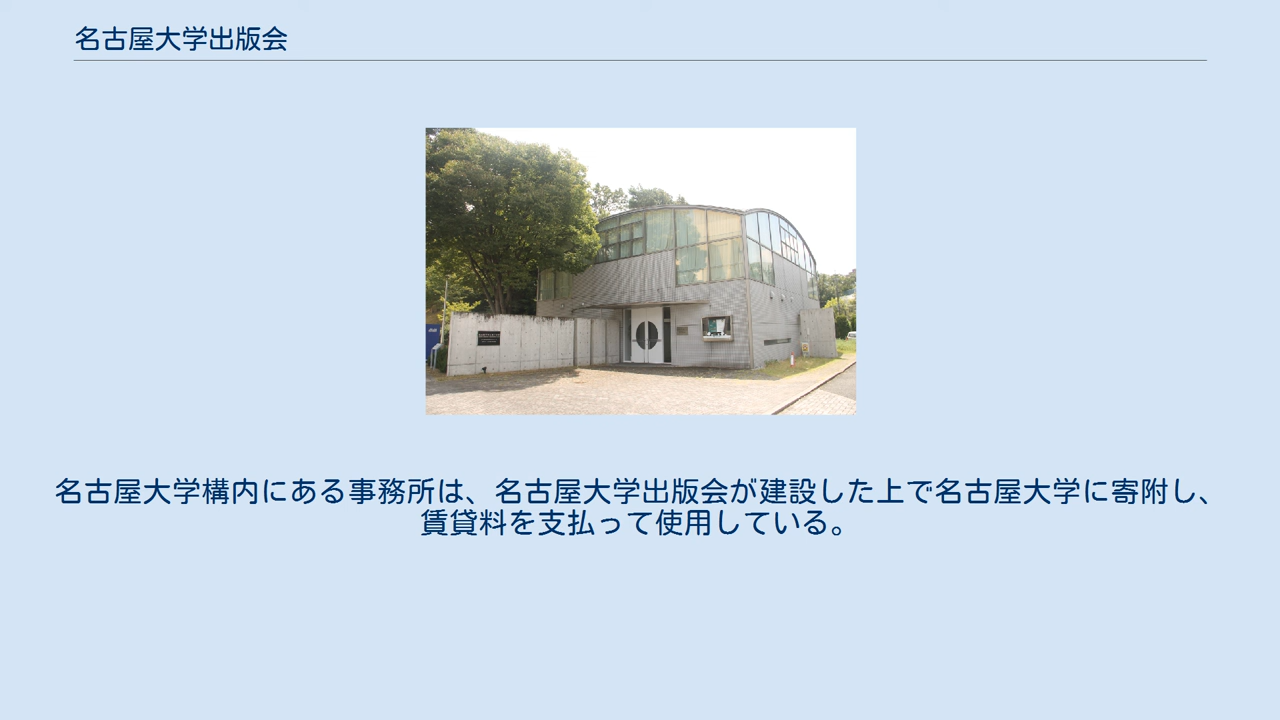 名古屋大学出版会
名古屋大学構内にある事務所は、名古屋大学出版会が建設した上で名古屋大学に寄附し、
賃貸料を支払って使用している。